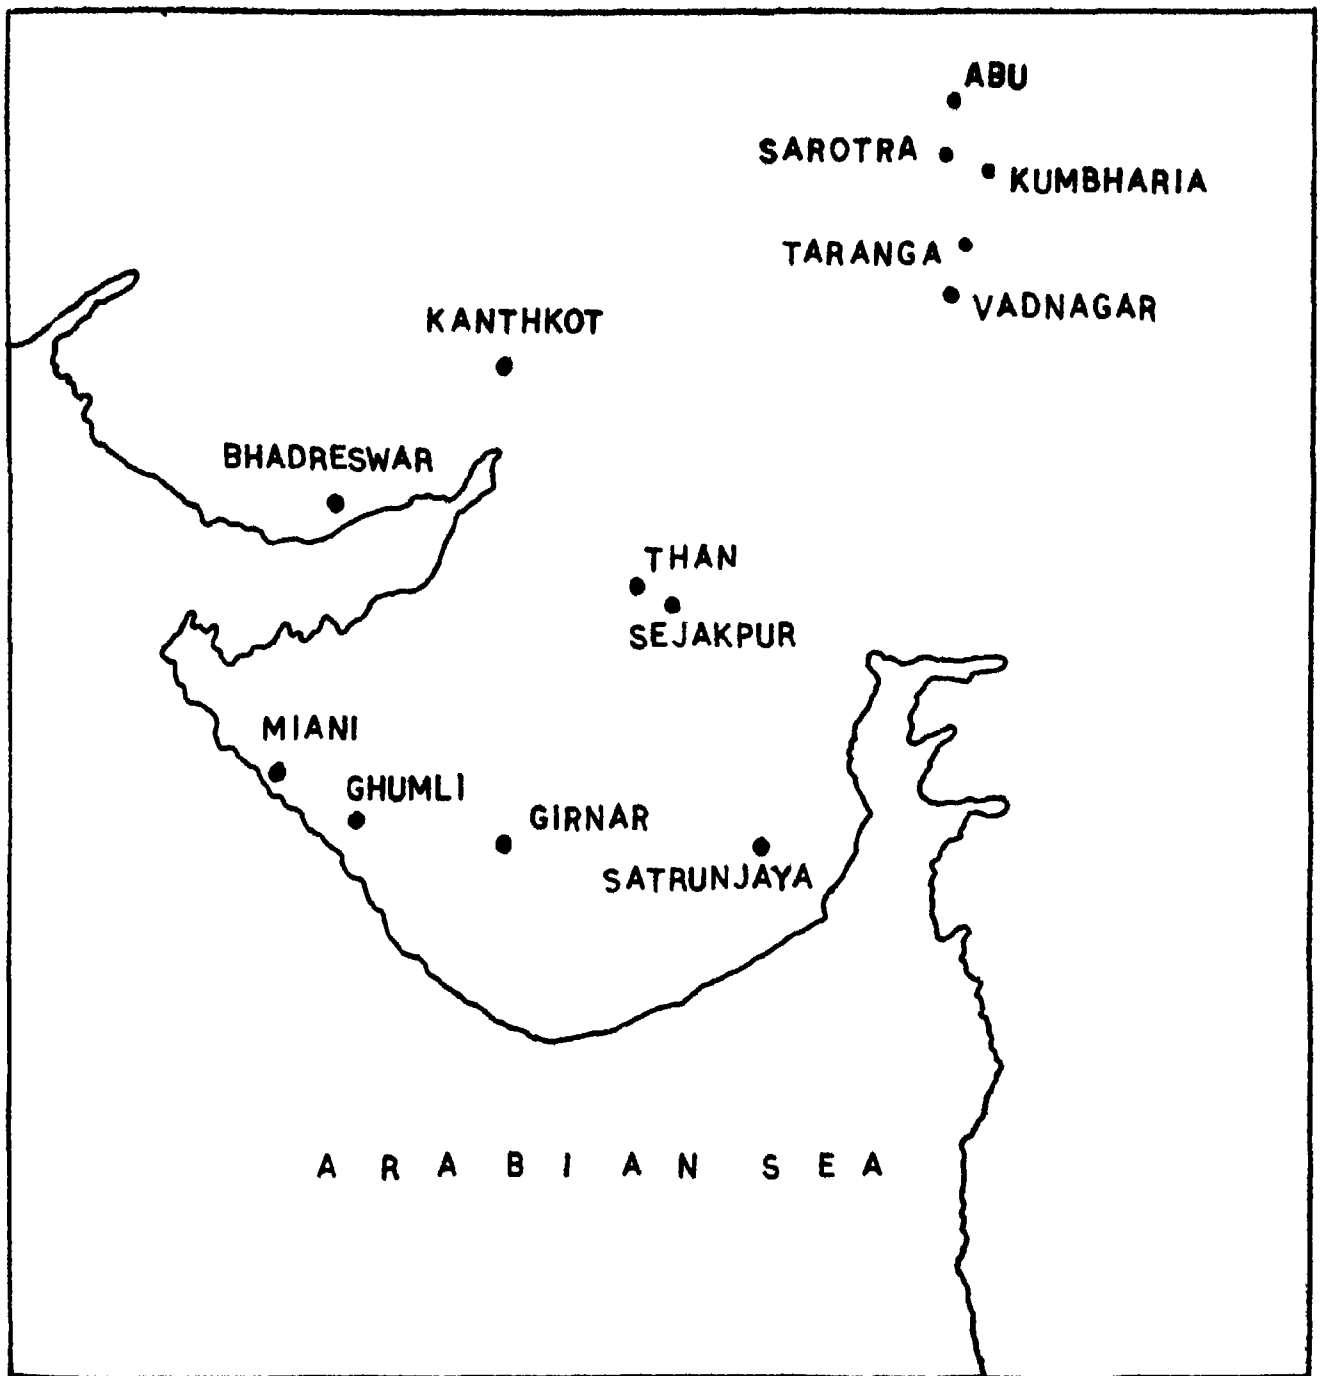 ABU
SAROTRA
KUMBHARIA
TARANGA
VADNAGAR
KANTHKOT
BHADRESWAR
THAN
SEJAKPUR
MIANI
GHUMLI
GIRNAR
SATRUNJAYA
ARABIAN SEA